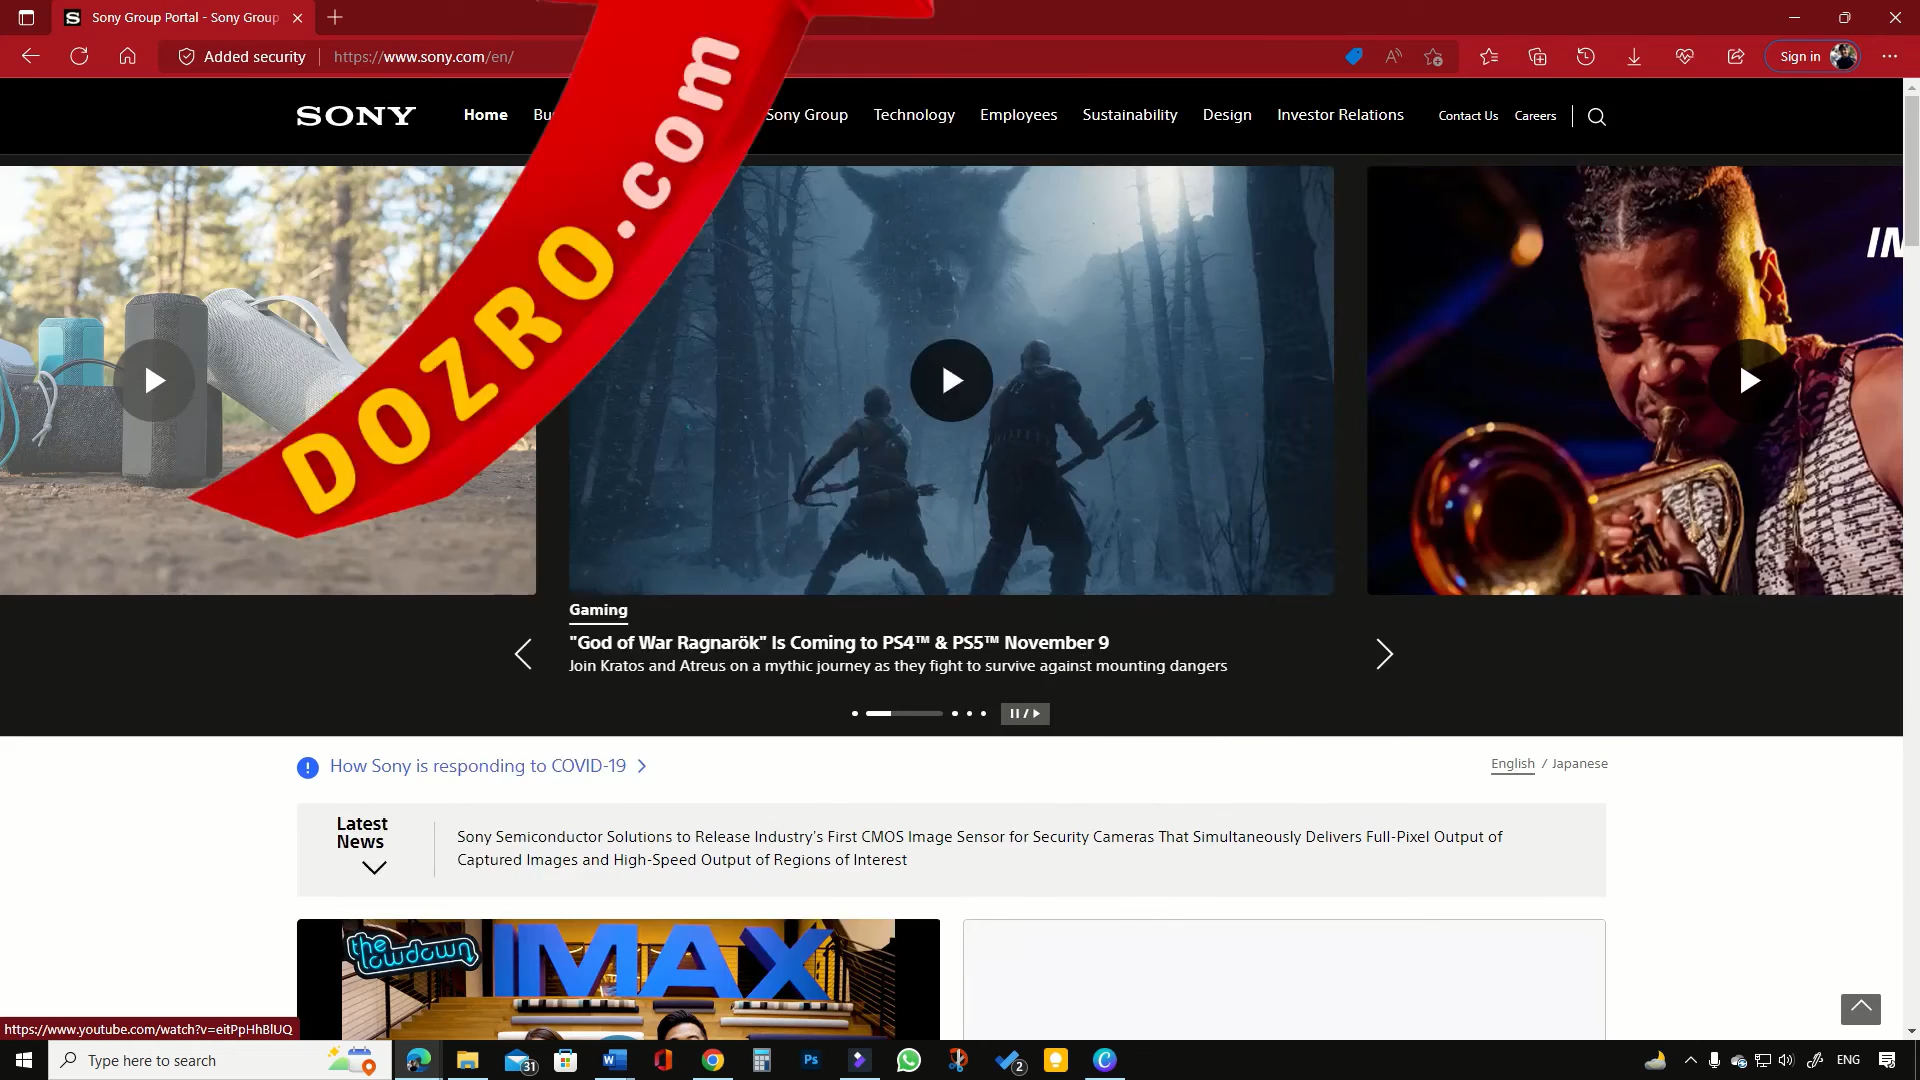 Sony Group Portal - Sony Group
Added security
https://www.sony.com/en/
Sign in
SONY
Home
Sony Group
Technology
Employees
Sustainability
Design
Investor Relations
Contact Us
Careers
DOZRO.com
Gaming
"God of War Ragnarök" Is Coming to PS4™ & PS5™ November 9
Join Kratos and Atreus on a mythic journey as they fight to survive against mounting dangers
How Sony is responding to COVID-19
English / Japanese
Latest
News
Sony Semiconductor Solutions to Release Industry's First CMOS Image Sensor for Security Cameras That Simultaneously Delivers Full-Pixel Output of
Captured Images and High-Speed Output of Regions of Interest
the lowdown
IMAX
https://www.youtube.com/watch?v=eitPpHhBlUQ
Type here to search
31
Ps
2
ENG